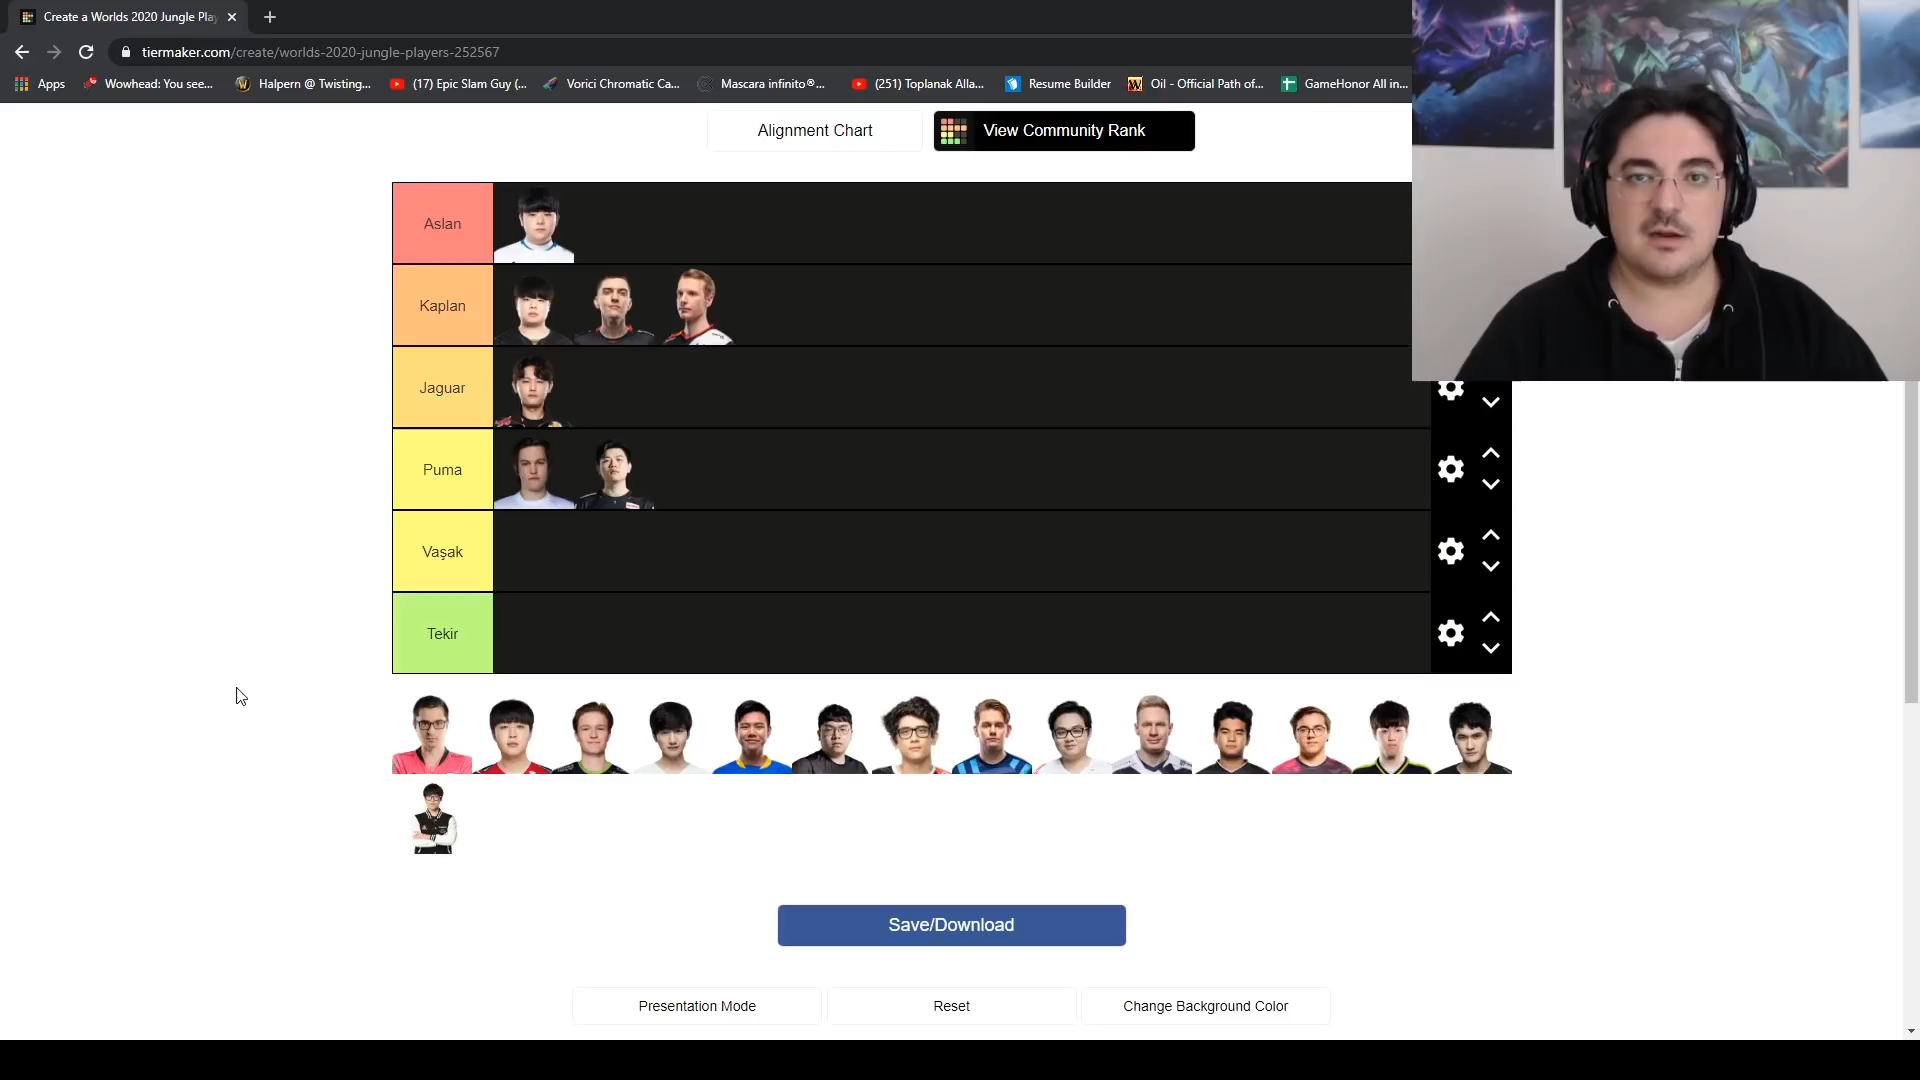 Create a Worlds 2020 Jungle Pla
tiermaker.com/create/worlds-2020-jungle-players-252567
Apps Wowhead: You see... Halpern @ Twisting... (17) Epic Slam Guy (... Vorici Chromatic Ca... Mascara infinito®... (251) Toplanak Alla... Resume Builder Oil - Official Path of... GameHonor All in...
Alignment Chart View Community Rank
Aslan
Kaplan
Jaguar
Puma
Vaşak
Tekir
Save/Download
Presentation Mode Reset Change Background Color